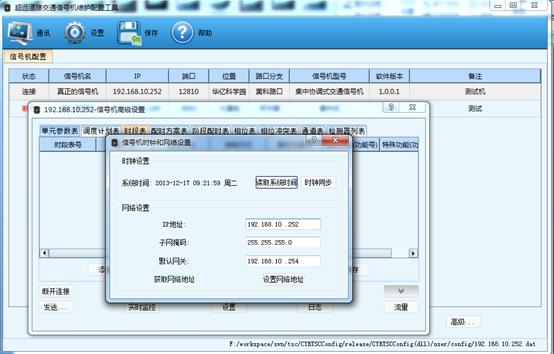 超远道路交通信号机维护配置工具
通讯 设置 保存 帮助
信号机配置
状态 信号机名 IP 端口 位置 路口分支 信号机型号 软件版本 备注
连接 真正的信号机 192.168.10.252 12810 华亿科学园 黄科路口 集中协调式交通信号机 1.0.0.1 测试机
测试
192.168.10.252-信号机高级设置
单元参数表 调度计划表 时段表 配时方案表 阶段配时表 相位表 相位冲突表 通道表 检测器列表
时段表号 功能号) 特殊功能(功
信号机时钟和网络设置
时钟设置
系统时间: 2013-12-17 09:21:59 周二 读取系统时间 时钟同步
网络设置
IP地址: 192.168.10 .252
子网掩码: 255.255.255.0
默认网关: 192.168.10 .254
获取网络地址 设置网络地址
断开连接
发送... 实时监控 设置 日志 流量
高级...
F:/workspace/svn/tsc/CYRTSCConfig/release/CYRTSCConfig(dll)/user/config/192.168.10.252.dat